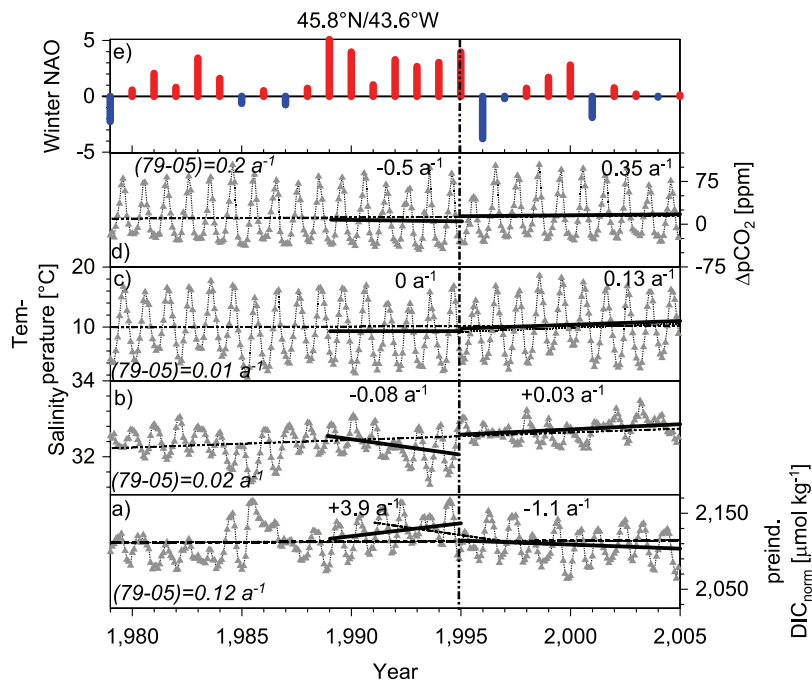 45.8°N/43.6°W
5
e)
Winter NAO
0
-5
(79-05)=0.2 a⁻¹
-0.5 a⁻¹
0.35 a⁻¹
75
0
-75
ΔpCO₂ [ppm]
d)
20
c)
0 a⁻¹
0.13 a⁻¹
Tem-
perature [°C]
10
(79-05)=0.01 a⁻¹
34
b)
-0.08 a⁻¹
+0.03 a⁻¹
Salinity
32
(79-05)=0.02 a⁻¹
a)
+3.9 a⁻¹
-1.1 a⁻¹
2,150
2,050
preind.
DICnorm [µmol kg⁻¹]
(79-05)=0.12 a⁻¹
1,980 1,985 1,990 1,995 2,000 2,005
Year